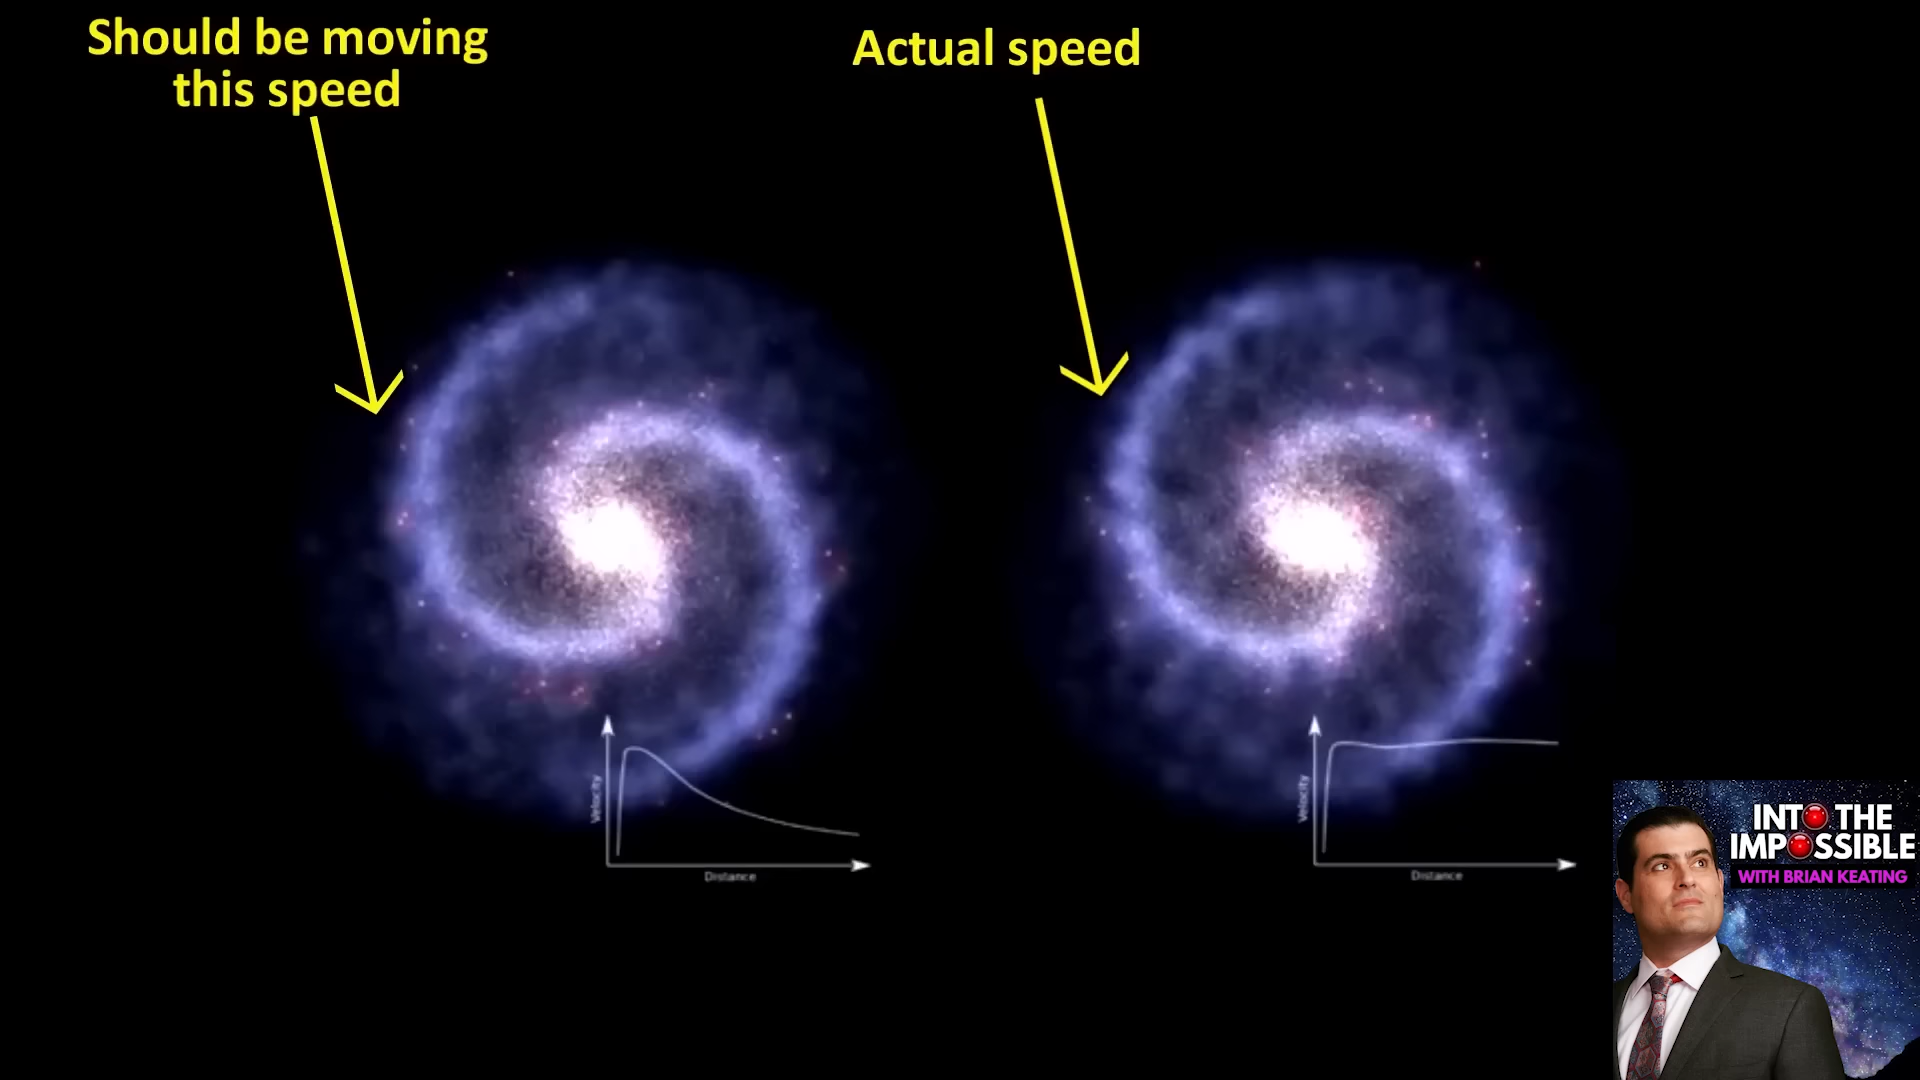 Should be moving
this speed
Actual speed
Velocity
Distance
Velocity
Distance
INTO THE
IMPOSSIBLE
WITH BRIAN KEATING